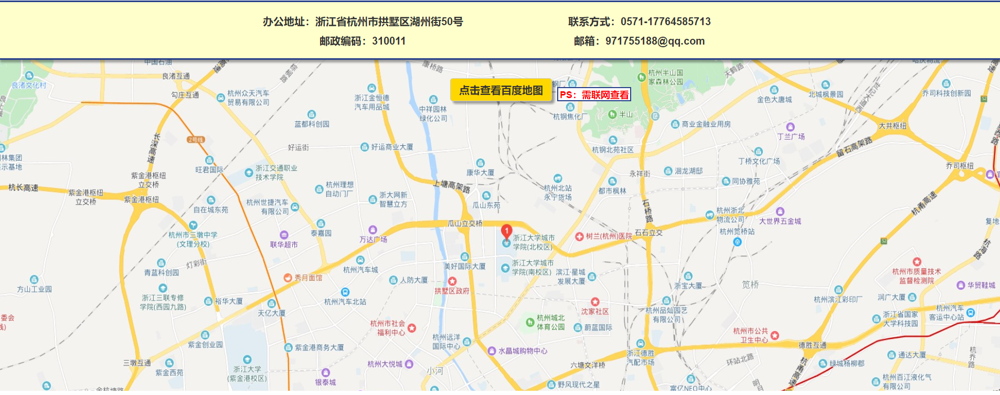 办公地址：浙江省杭州市拱墅区湖州街50号
联系方式：0571-17764585713
邮政编码：310011
邮箱：971755188@qq.com
点击查看百度地图
PS：需联网查看
中国石油
良渚互通
良渚文化村
勾庄互通
杭州众天汽车
贸易有限公司
康桥路
浙江金恒德
汽车用品城
中祥园林
绿化公司
蓝都科创园
杭钢焦化厂
杭州半山国
家森林公园
半山
天鹤路
金色大唐城
北城枫景园
乔司科技创新园
S2
商业金融业用房
丁兰广场
大井枢纽
2号线
长深高速
好运街
好运商业大厦
杭钢北苑社区
留石高架路
丁桥文化广场
林集团
示基地
旺君国际
浙江交通职业
技术学院
康华大厦
永祥街
洄龙湖邸
乔司枢纽
紫金港枢纽
立交桥
杭长高速
紫金港枢纽
立交桥
紫金港枢纽
杭州理想
自动门厂
上塘高架路
杭州北站
永宁货场
都市枫林
同协雅苑
自在城东苑
杭州世捷汽车
有限公司
浙大网新
智慧立方
瓜山东苑
石桥路
杭州浙北
物流公司
大世界五金城
杭甬高速
复地
杭州市三墩中学
(文理分校)
泰嘉园
联华超市
万达广场
瓜山立交桥
1
浙江大学城市
学院(北校区)
树兰(杭州)医院
石石立交
杭州笕桥站
S2
杭海路
灯彩街
青蓝科创园
杭州汽车城
美好国际大厦
浙江大学城市
学院(南校区)
滨江·星城
发展大厦
杭州市质量技术
监督检测院
方山工业园
秀月面馆
人防大厦
拱墅区政府
浙宝大厦
笕桥
华贸鞋城
浙江三联专修
学院(西园九路)
裕华大厦
杭州汽车北站
天亿大厦
沈家社区
杭州品灿园艺
有限公司
杭州滨江彩印厂
润广大厦
杭州汽车
客运中心站
委会
线)
杭州市社会
福利中心
杭州城北
体育公园
蔚蓝国际
浙江省国家
大学科技园
紫金创业园
紫金港商务大厦
杭州远洋
国际中心
水晶城购物中心
杭州市公共
卫生中心
德胜互通
浙江德胜
汽配市场
环站北路
通达大厦
杭乔路
三墩互通
紫金西苑
浙江大学
(紫金港校区)
杭州大悦城
银泰城
小河
六塘文洋桥
杭甬高速
绿城杨柳郡
野风现代之星
富亿NEO中心
杭州百江液化气
有限公司